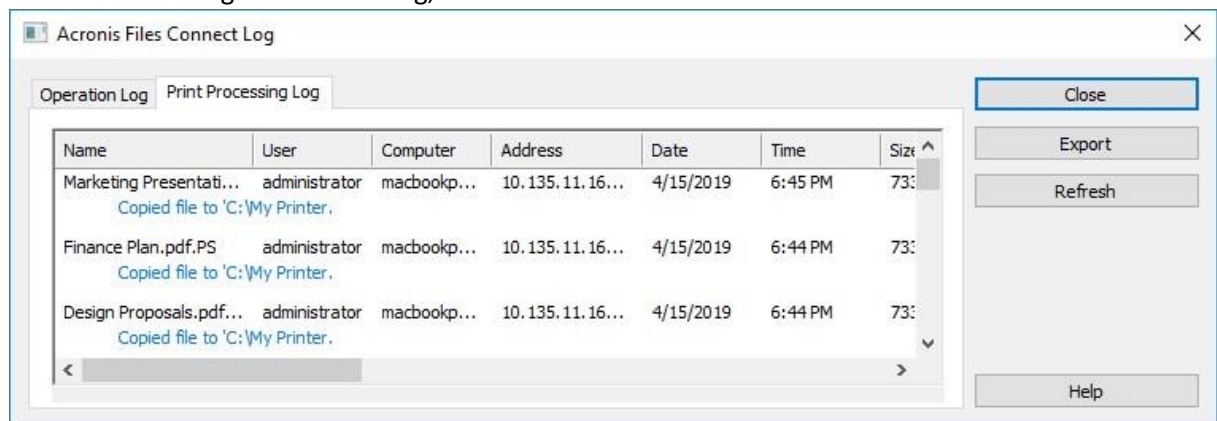 Acronis Files Connect Log
Operation Log Print Processing Log
Close
Export
Refresh
Name User Computer Address Date Time Size
Marketing Presentati... administrator macbookp... 10.135.11.16... 4/15/2019 6:45 PM 733
Copied file to 'C:\My Printer.
Finance Plan.pdf.PS administrator macbookp... 10.135.11.16... 4/15/2019 6:44 PM 733
Copied file to 'C:\My Printer.
Design Proposals.pdf... administrator macbookp... 10.135.11.16... 4/15/2019 6:44 PM 733
Copied file to 'C:\My Printer.
Help